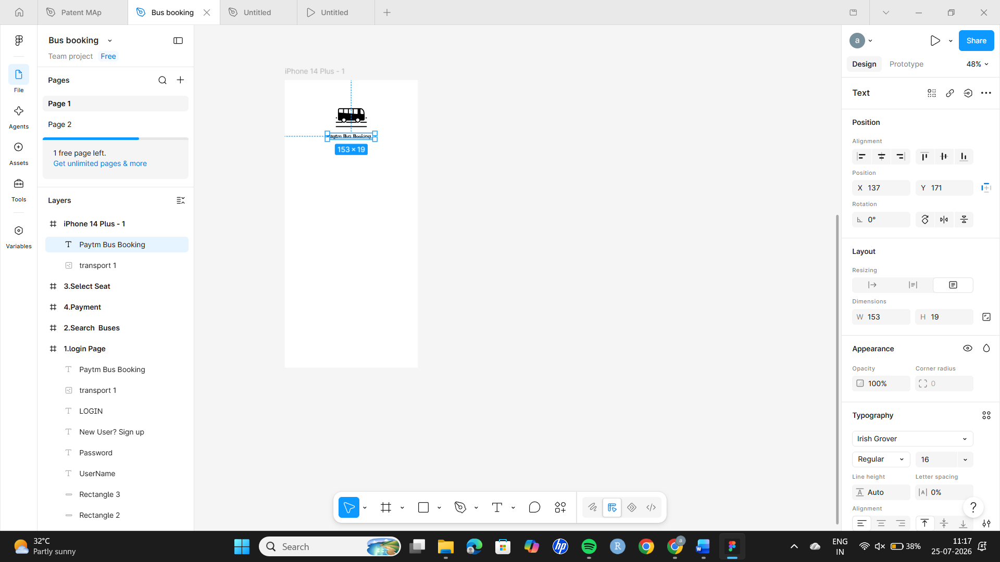 Patent MAp
Bus booking
Untitled
Untitled
Bus booking
Team project Free
Pages
Page 1
Page 2
1 free page left.
Get unlimited pages & more
Layers
iPhone 14 Plus - 1
Paytm Bus Booking
transport 1
3.Select Seat
4.Payment
2.Search Buses
1.login Page
Paytm Bus Booking
transport 1
LOGIN
New User? Sign up
Password
UserName
Rectangle 3
Rectangle 2
File
Agents
Assets
Tools
Variables
iPhone 14 Plus - 1
Paytm Bus Booking
153 × 19
a
Share
Design Prototype 48%
Text
Position
Alignment
Position
X 137 Y 171
Rotation
0°
Layout
Resizing
Dimensions
W 153 H 19
Appearance
Opacity Corner radius
100% 0
Typography
Irish Grover
Regular 16
Line height Letter spacing
Auto 0%
Alignment
?
32°C
Partly sunny
Search
hp
R
a
W
ENG
IN
38%
11:17
25-07-2026